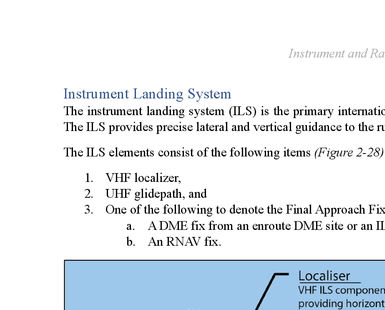 Instrument and Ra
Instrument Landing System
The instrument landing system (ILS) is the primary internatio
The ILS provides precise lateral and vertical guidance to the ru
The ILS elements consist of the following items (Figure 2-28)
1. VHF localizer,
2. UHF glidepath, and
3. One of the following to denote the Final Approach Fix
a. A DME fix from an enroute DME site or an IL
b. An RNAV fix.
Localiser
VHF ILS componen
providing horizont